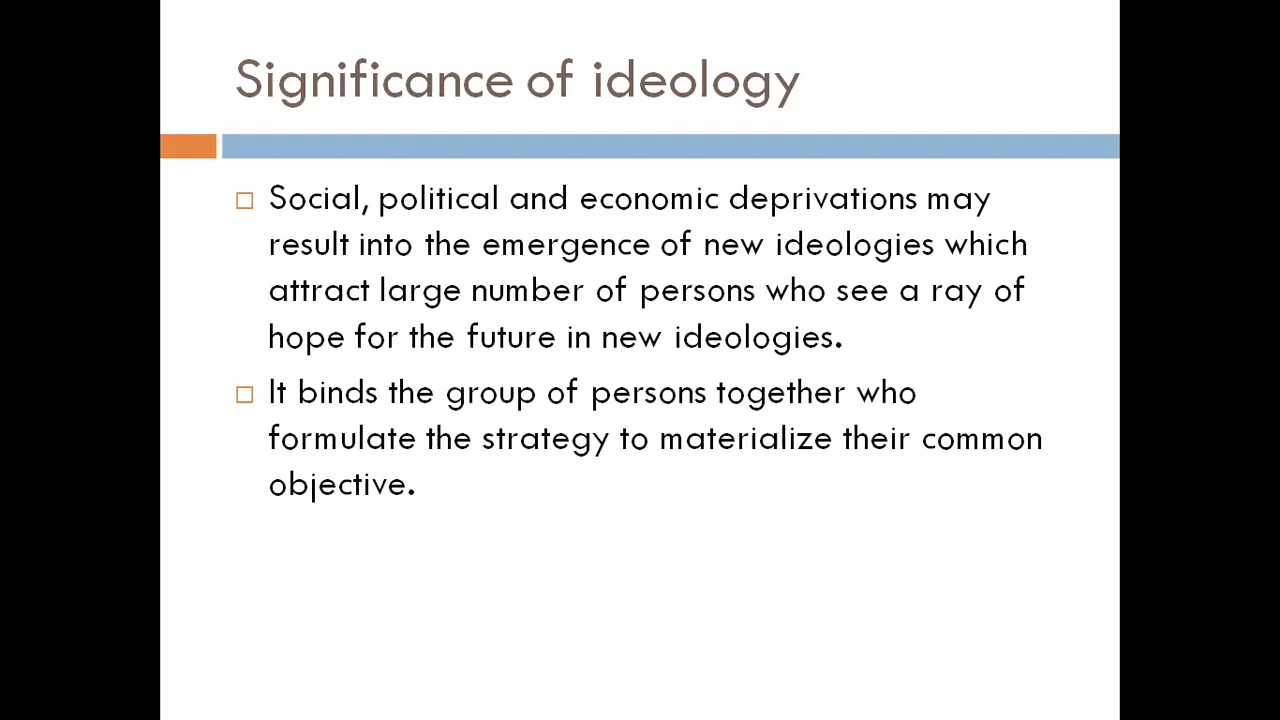 Significance of ideology
Social, political and economic deprivations may
result into the emergence of new ideologies which
attract large number of persons who see a ray of
hope for the future in new ideologies.
It binds the group of persons together who
formulate the strategy to materialize their common
objective.